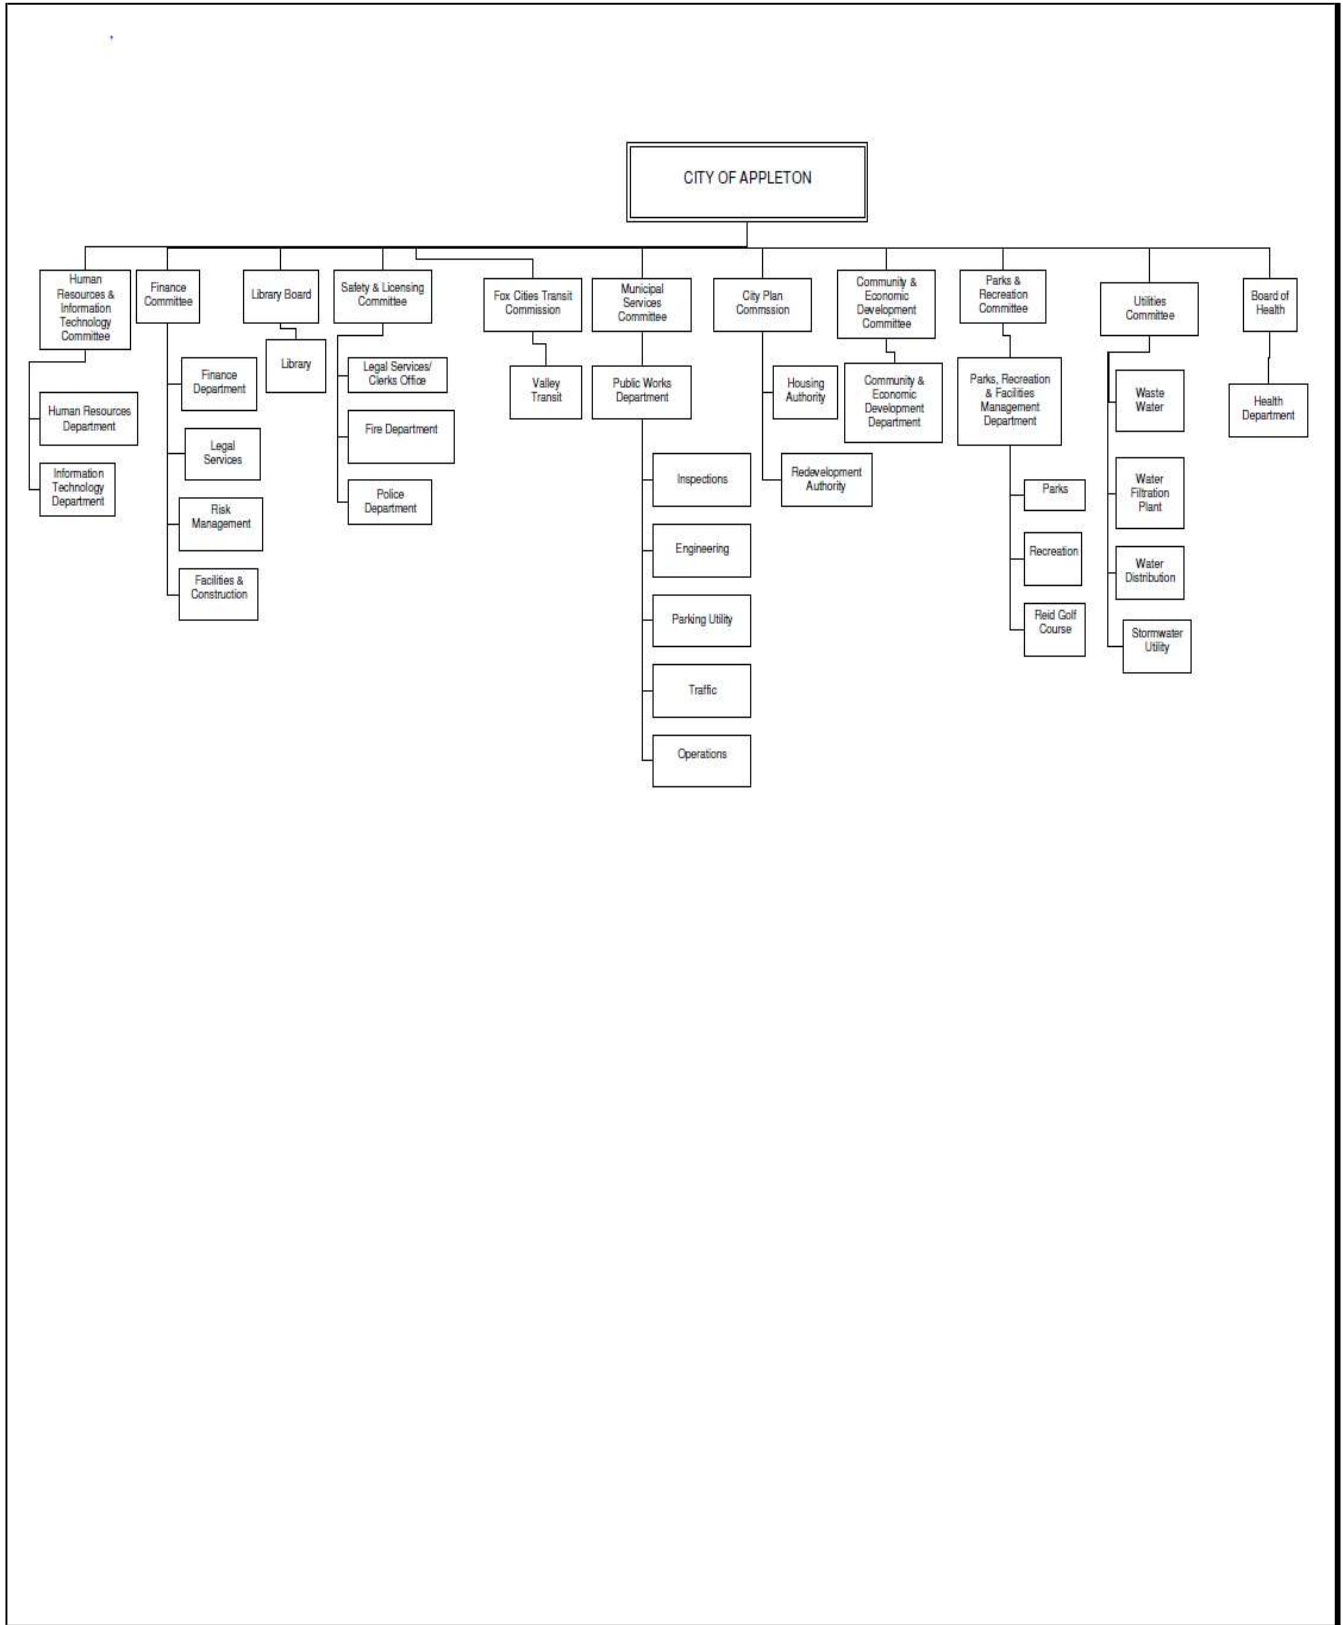 CITY OF APPLETON
Human
Resources &
Information
Technology
Committee
Finance
Committee
Library Board
Safety & Licensing
Committee
Fox Cities Transit
Commission
Municipal
Services
Committee
City Plan
Commssion
Community &
Economic
Development
Committee
Parks &
Recreation
Committee
Utilities
Committee
Board of
Health
Human Resources
Department
Information
Technology
Department
Finance
Department
Legal
Services
Risk
Management
Facilities &
Construction
Library
Legal Services/
Clerks Office
Fire Department
Police
Department
Valley
Transit
Public Works
Department
Inspections
Engineering
Parking Utility
Traffic
Operations
Housing
Authority
Redevelopment
Authority
Community &
Economic
Development
Department
Parks, Recreation
& Facilities
Management
Department
Parks
Recreation
Reid Golf
Course
Waste
Water
Water
Filtration
Plant
Water
Distribution
Stormwater
Utility
Health
Department